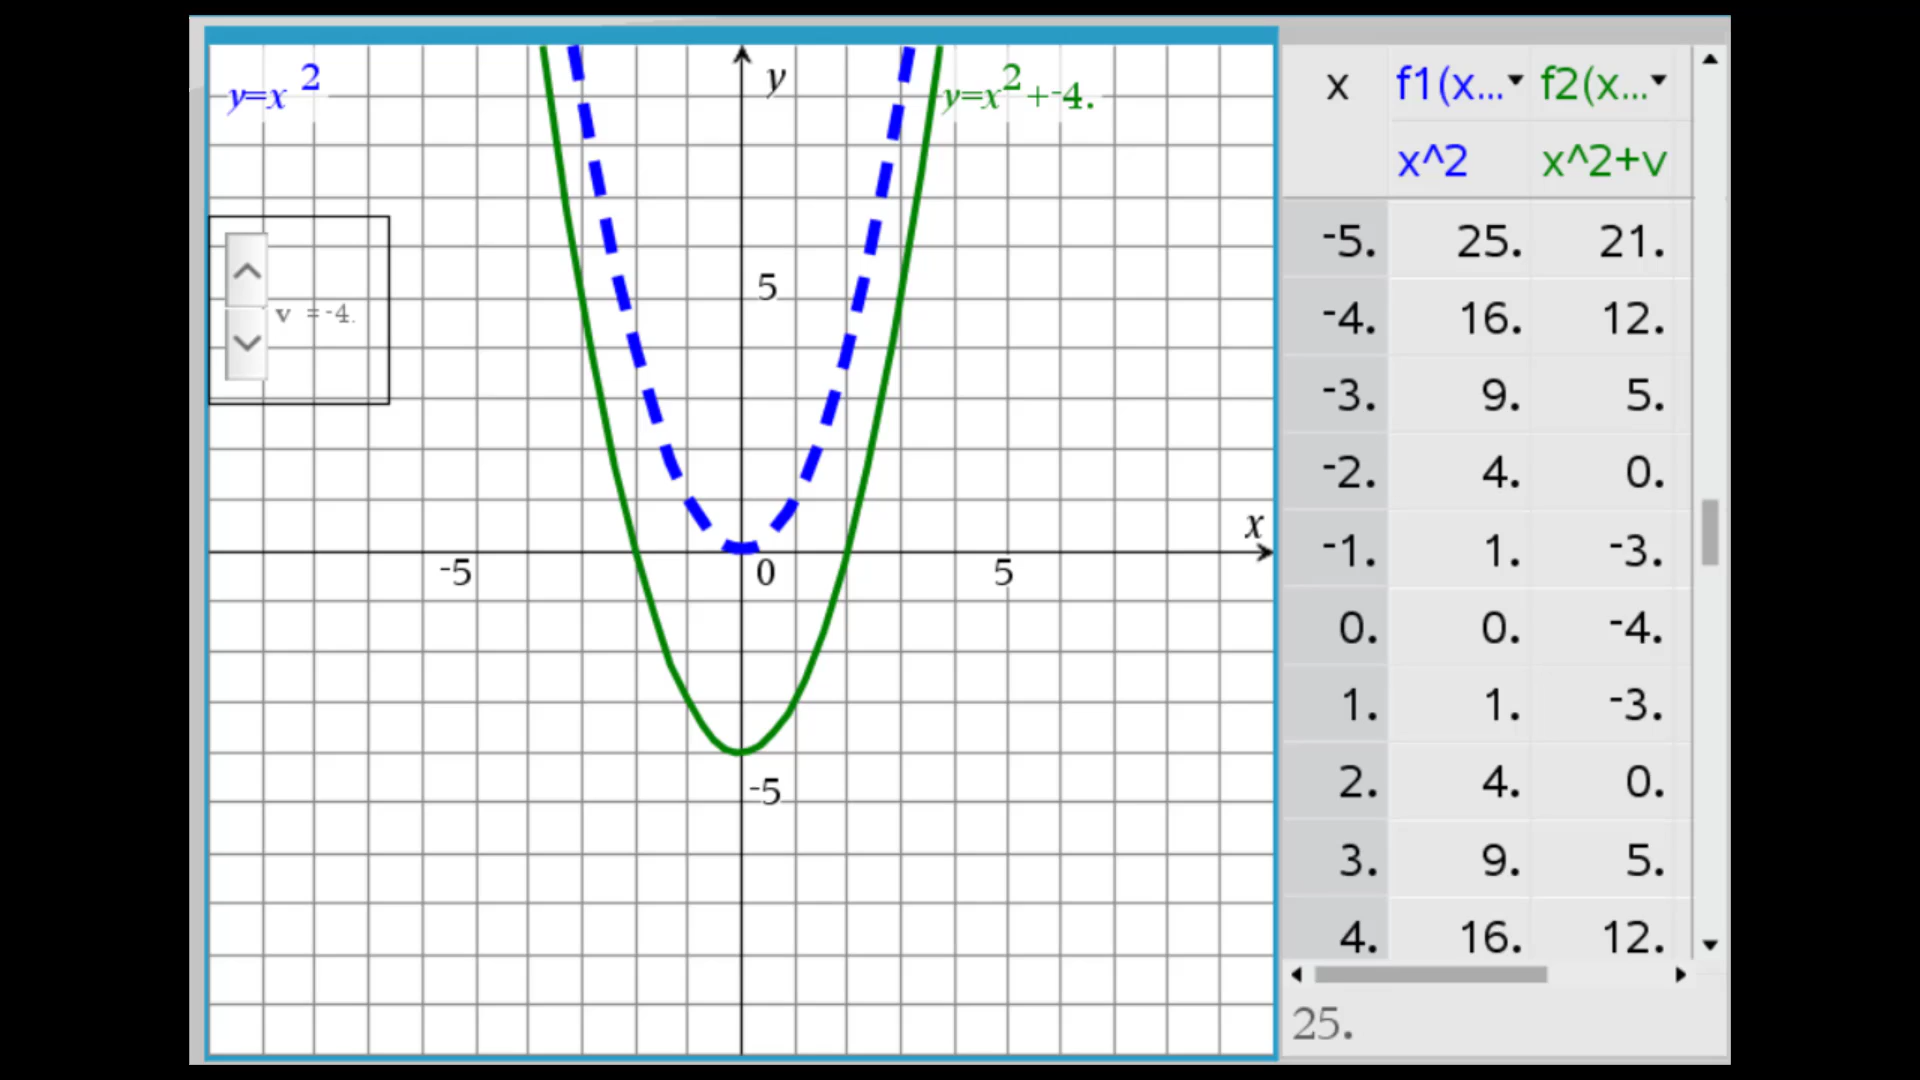 y=x 2
y
y=x2+-4.
5
v =-4.
x
-5
0
5
-5
x f1(x... f2(x...
x^2 x^2+v
-5. 25. 21.
-4. 16. 12.
-3. 9. 5.
-2. 4. 0.
-1. 1. -3.
0. 0. -4.
1. 1. -3.
2. 4. 0.
3. 9. 5.
4. 16. 12.
25.